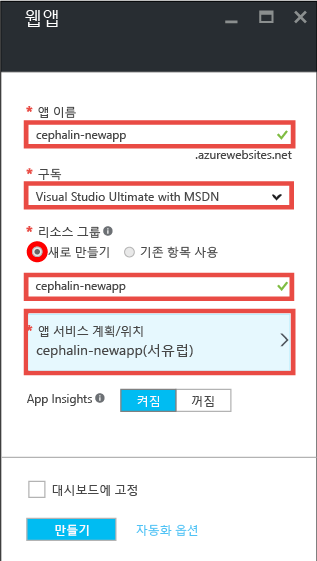 웹앱
* 앱 이름
cephalin-newapp
.azurewebsites.net
* 구독
Visual Studio Ultimate with MSDN
* 리소스 그룹
새로 만들기 기존 항목 사용
cephalin-newapp
* 앱 서비스 계획/위치
cephalin-newapp(서유럽)
App Insights 켜짐 꺼짐
대시보드에 고정
만들기 자동화 옵션